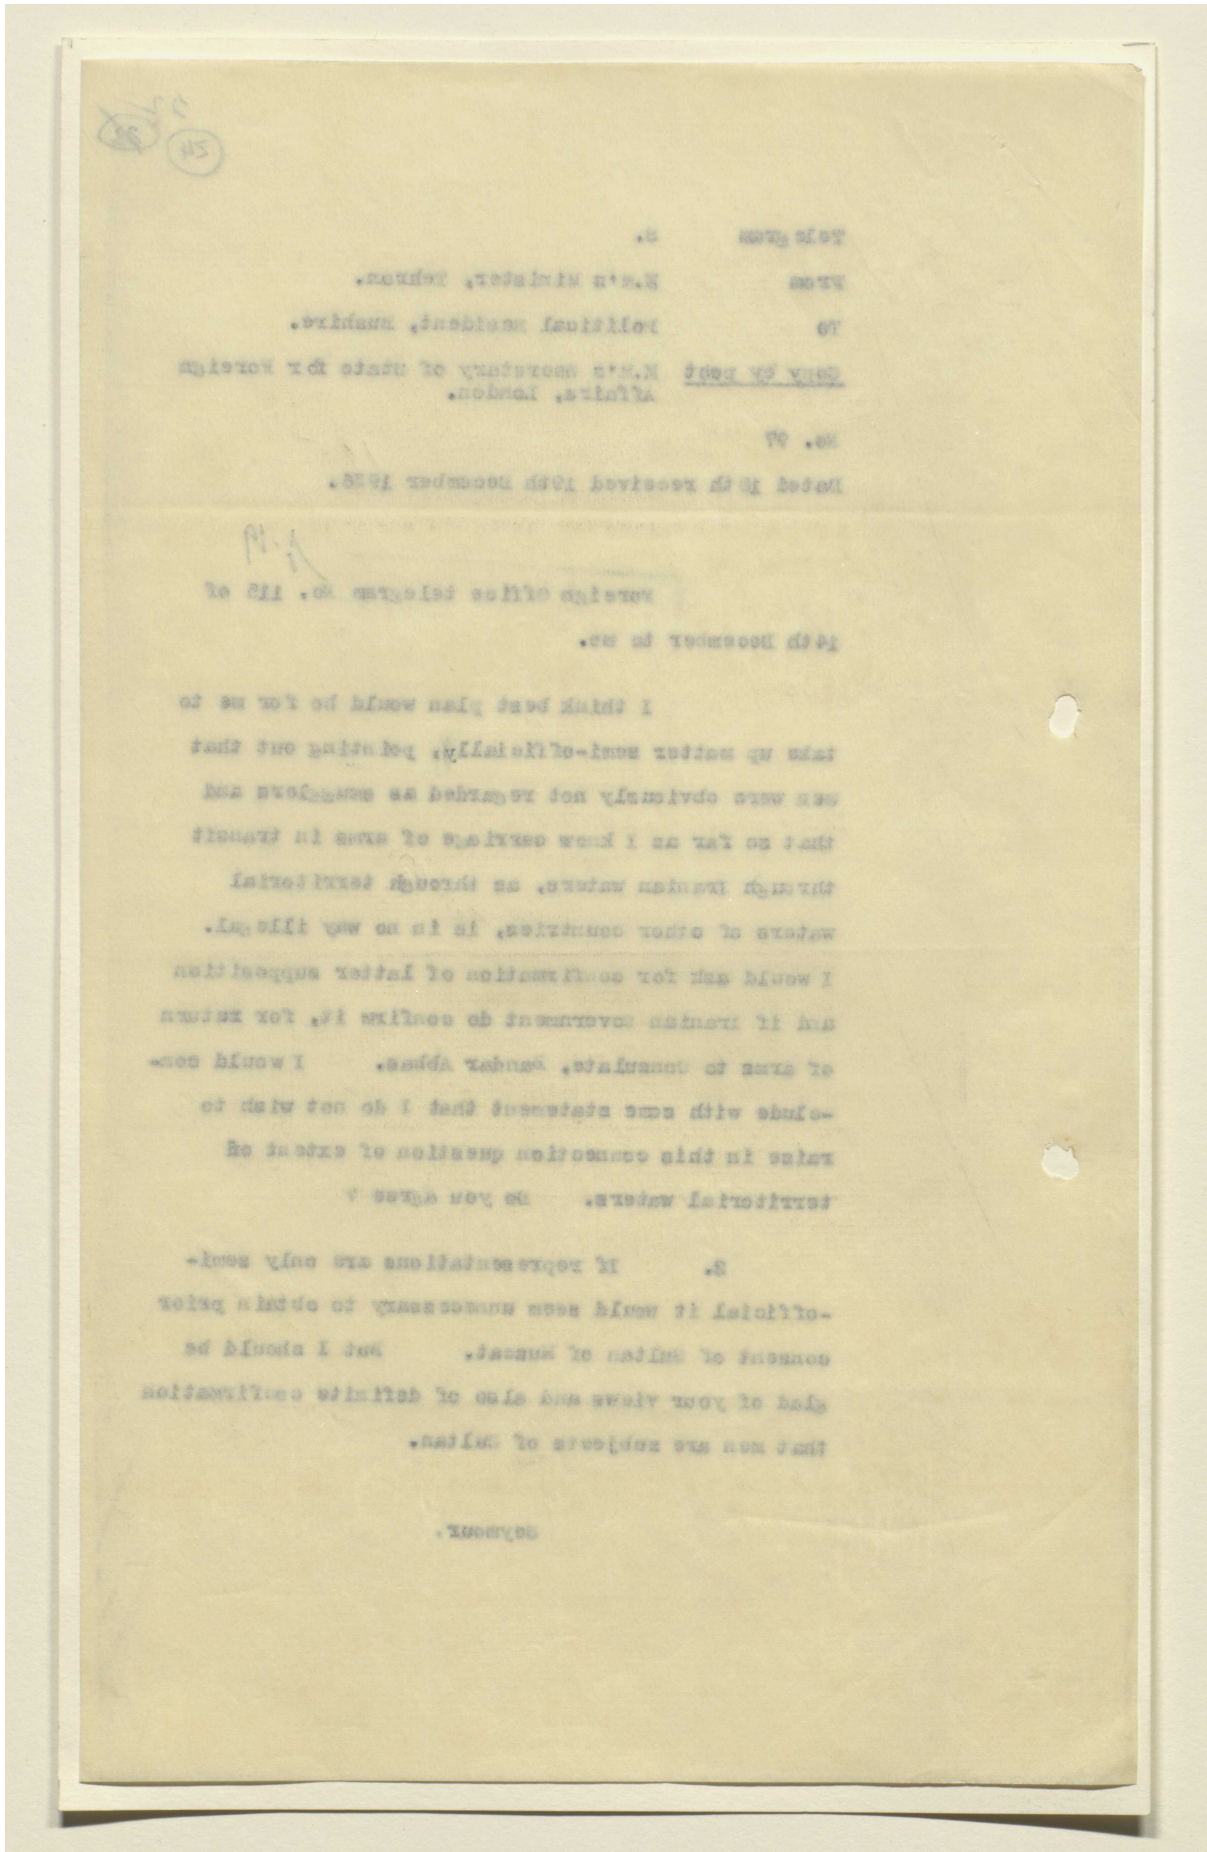 24
Telegram S.
From H.M's Minister, Tehran.
To Political Resident, Bushire.
Copy by post H.M's Secretary of State for Foreign
Affairs, London.
No. 97
Dated 18th received 19th December 1936.
Foreign Office telegram No. 115 of
14th December to me.
I think best plan would be for me to
take up matter semi-officially, pointing out that
men were obviously not regarded as smugglers and
that so far as I know carriage of arms in transit
through Iranian waters, as through territorial
waters of other countries, is in no way illegal.
I would ask for confirmation of latter supposition
and if Iranian Government do confirm it, for return
of arms to Consulate, Bandar Abbas. I would con-
-clude with some statement that I do not wish to
raise in this connection question of extent of
territorial waters. Do you agree ?
2. If representations are only semi-
-official it would seem unnecessary to obtain prior
consent of Sultan of Muscat. But I should be
glad of your views and also of definite confirmation
that men are subjects of Sultan.
Seymour.